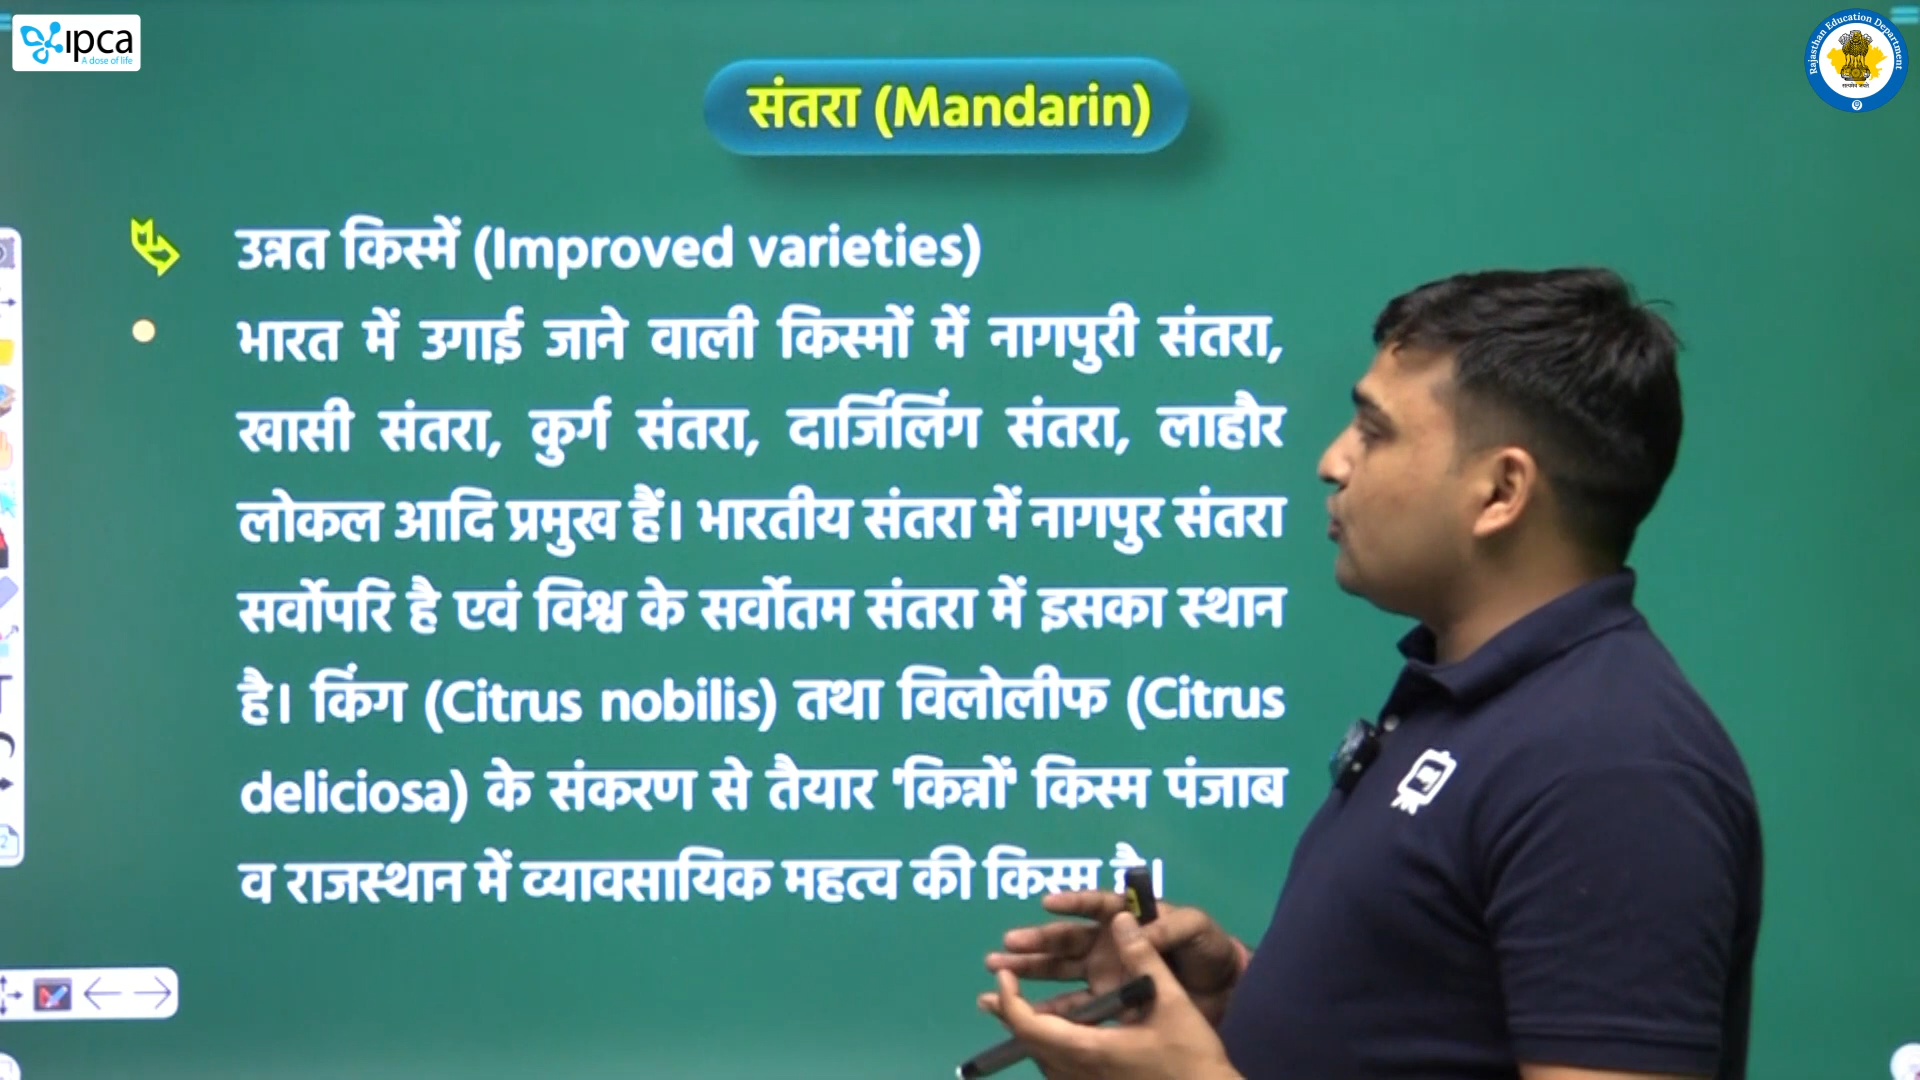 ipca
A dose of life
Rajasthan Education Department
संतरा (Mandarin)
उन्नत किस्में (Improved varieties)
भारत में उगाई जाने वाली किस्मों में नागपुरी संतरा,
खासी संतरा, कुर्ग संतरा, दार्जिलिंग संतरा, लाहौर
लोकल आदि प्रमुख हैं। भारतीय संतरा में नागपुर संतरा
सर्वोपरि है एवं विश्व के सर्वोतम संतरा में इसका स्थान
है। किंग (Citrus nobilis) तथा विलोलीफ (Citrus
deliciosa) के संकरण से तैयार 'किन्नों' किस्म पंजाब
व राजस्थान में व्यावसायिक महत्व की किस्म है।